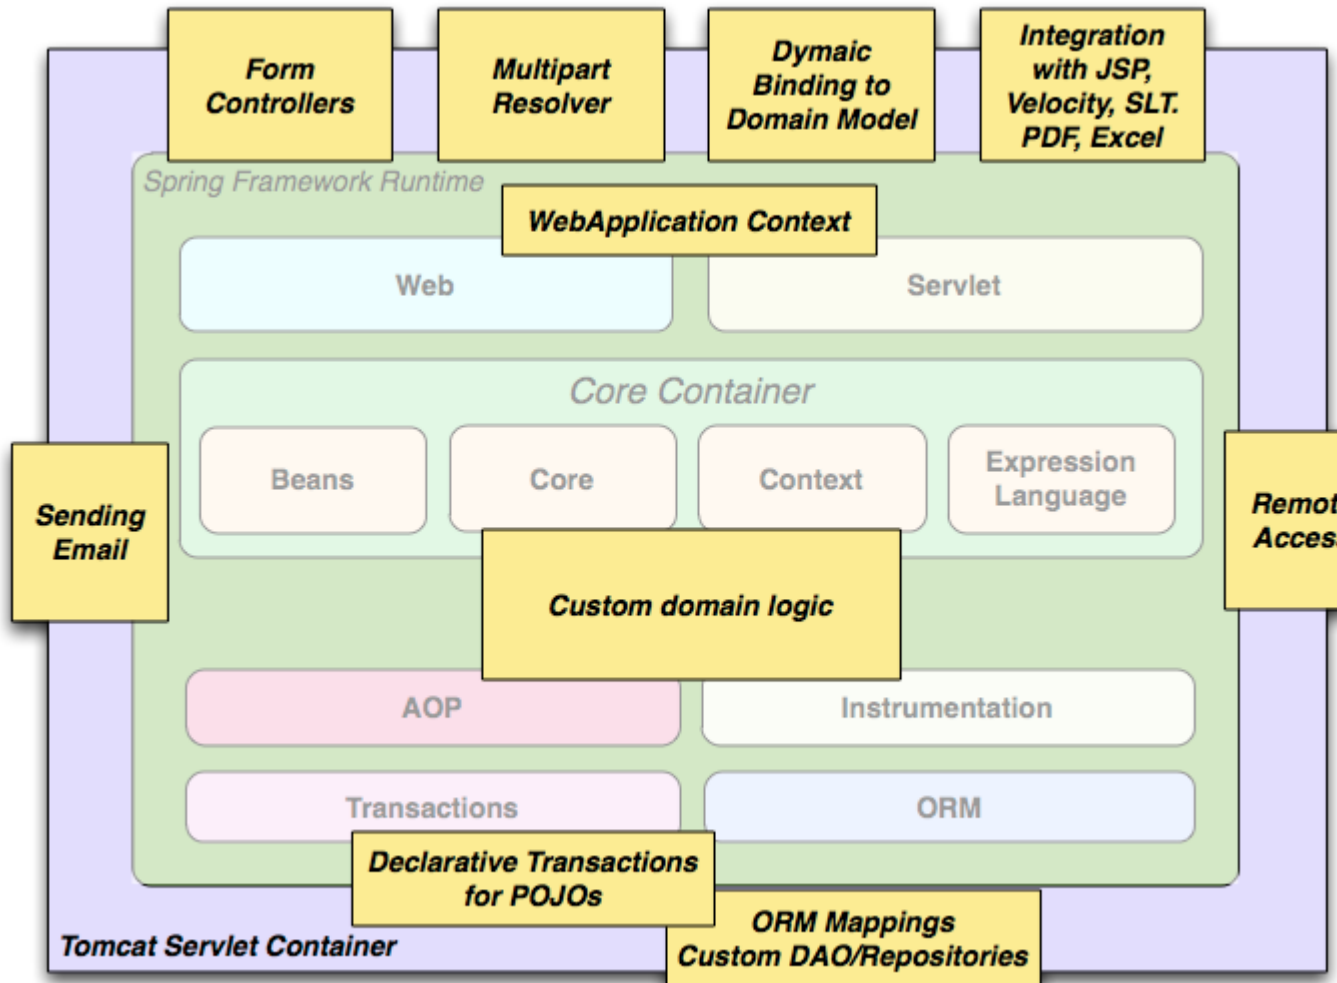 Form
Controllers
Multipart
Resolver
Dymaic
Binding to
Domain Model
Integration
with JSP,
Velocity, SLT.
PDF, Excel
Spring Framework Runtime
WebApplication Context
Web
Servlet
Core Container
Beans
Core
Context
Expression
Language
Sending
Email
Remot
Acces
Custom domain logic
AOP
Instrumentation
Transactions
ORM
Declarative Transactions
for POJOs
ORM Mappings
Custom DAO/Repositories
Tomcat Servlet Container